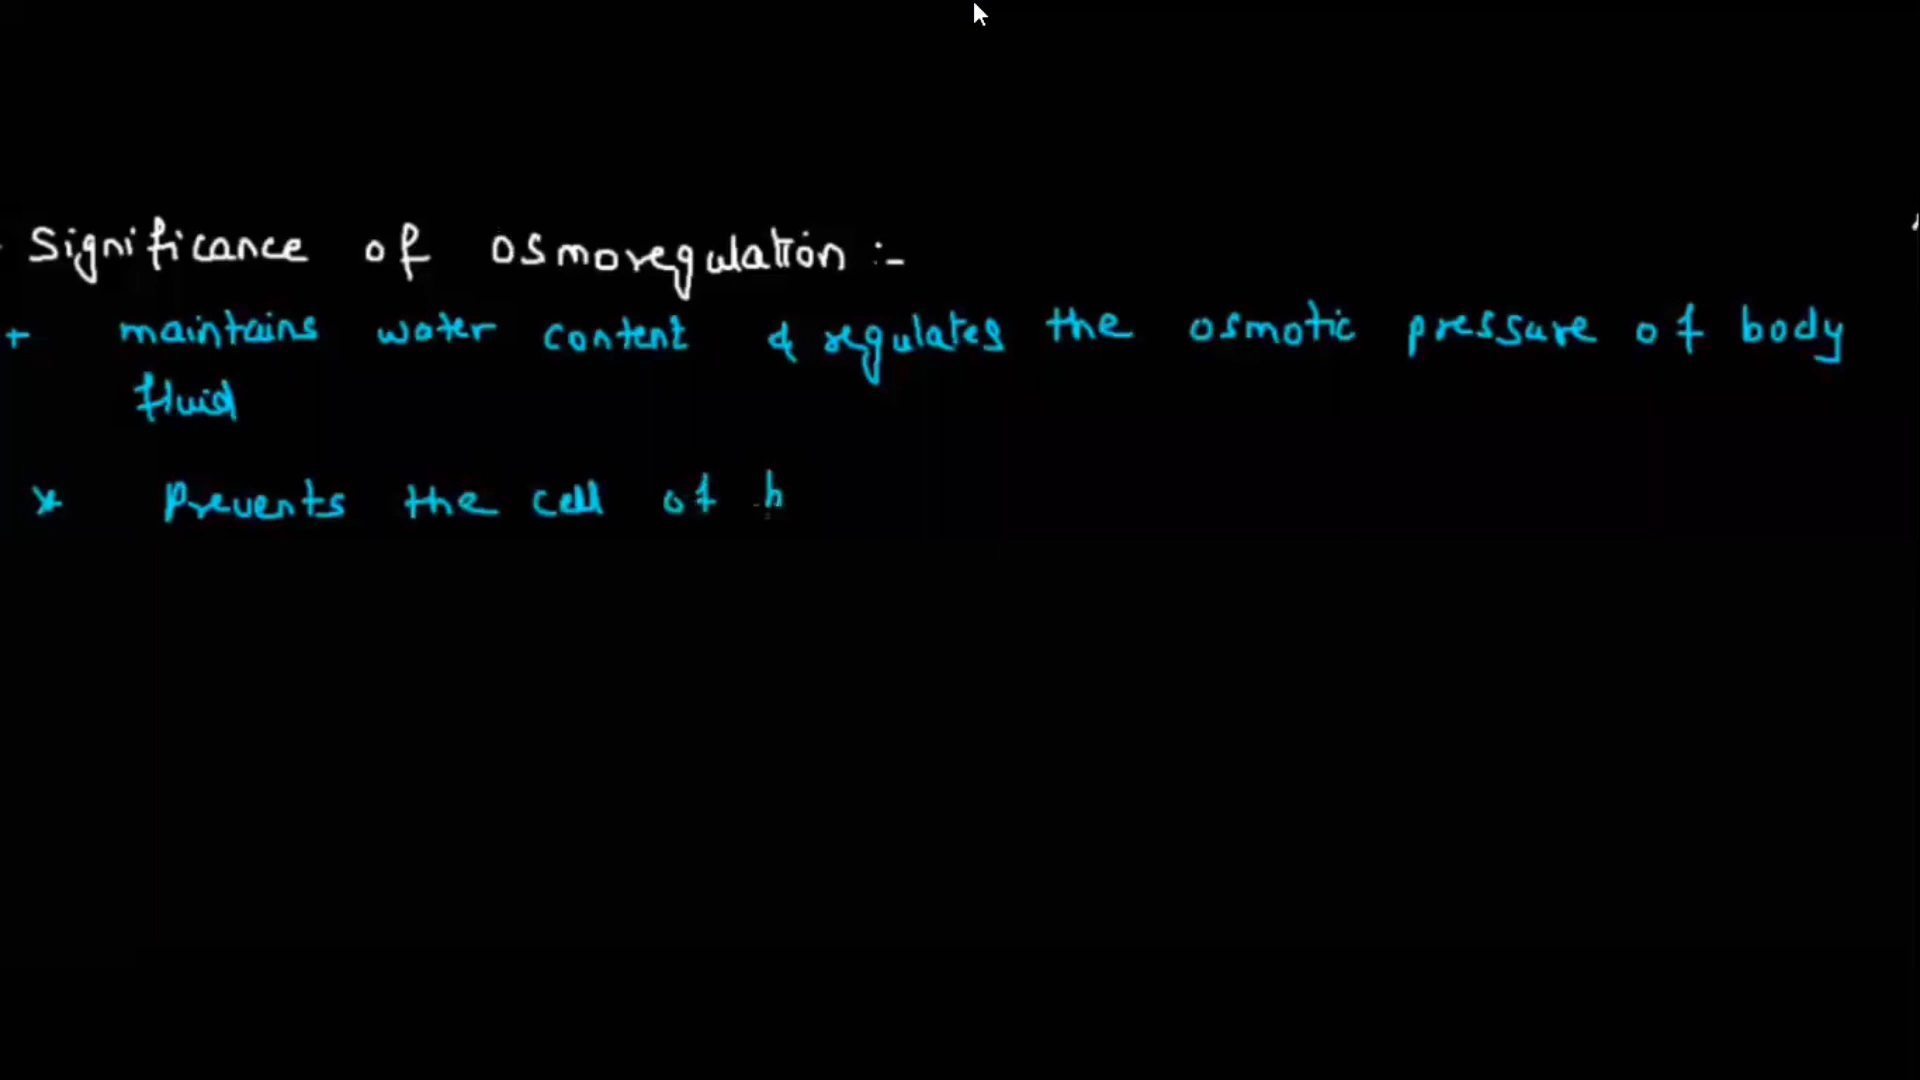 Significance of osmoregulation :-
+ maintains water content & regulates the osmotic pressure of body
fluid
* Prevents the cell of h